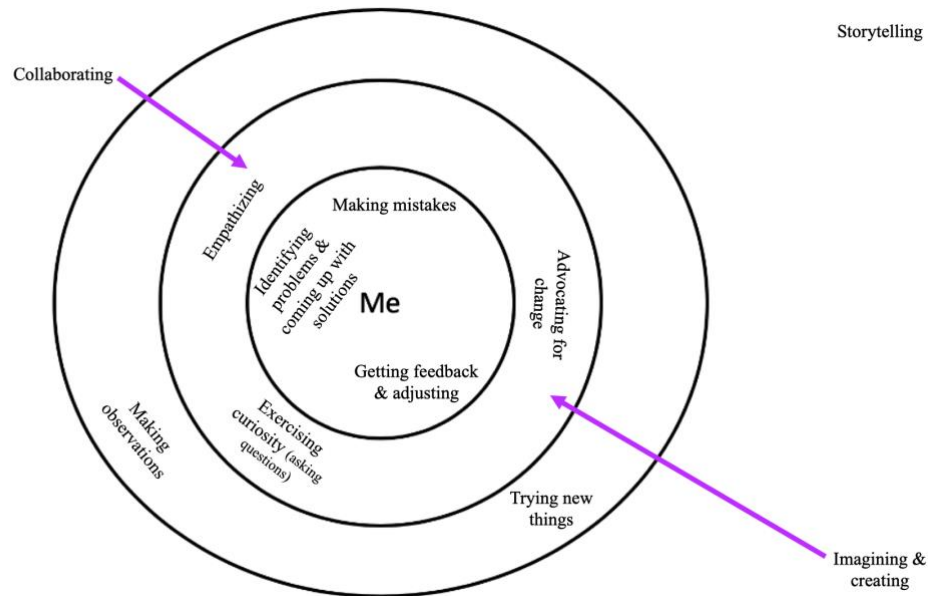 Storytelling
Collaborating
Making mistakes
Empathizing
Identifying
problems &
coming up with
solutions
Me
Advocating for
change
Getting feedback
& adjusting
Exercising
curiosity (asking
questions)
Making
observations
Trying new
things
Imagining &
creating